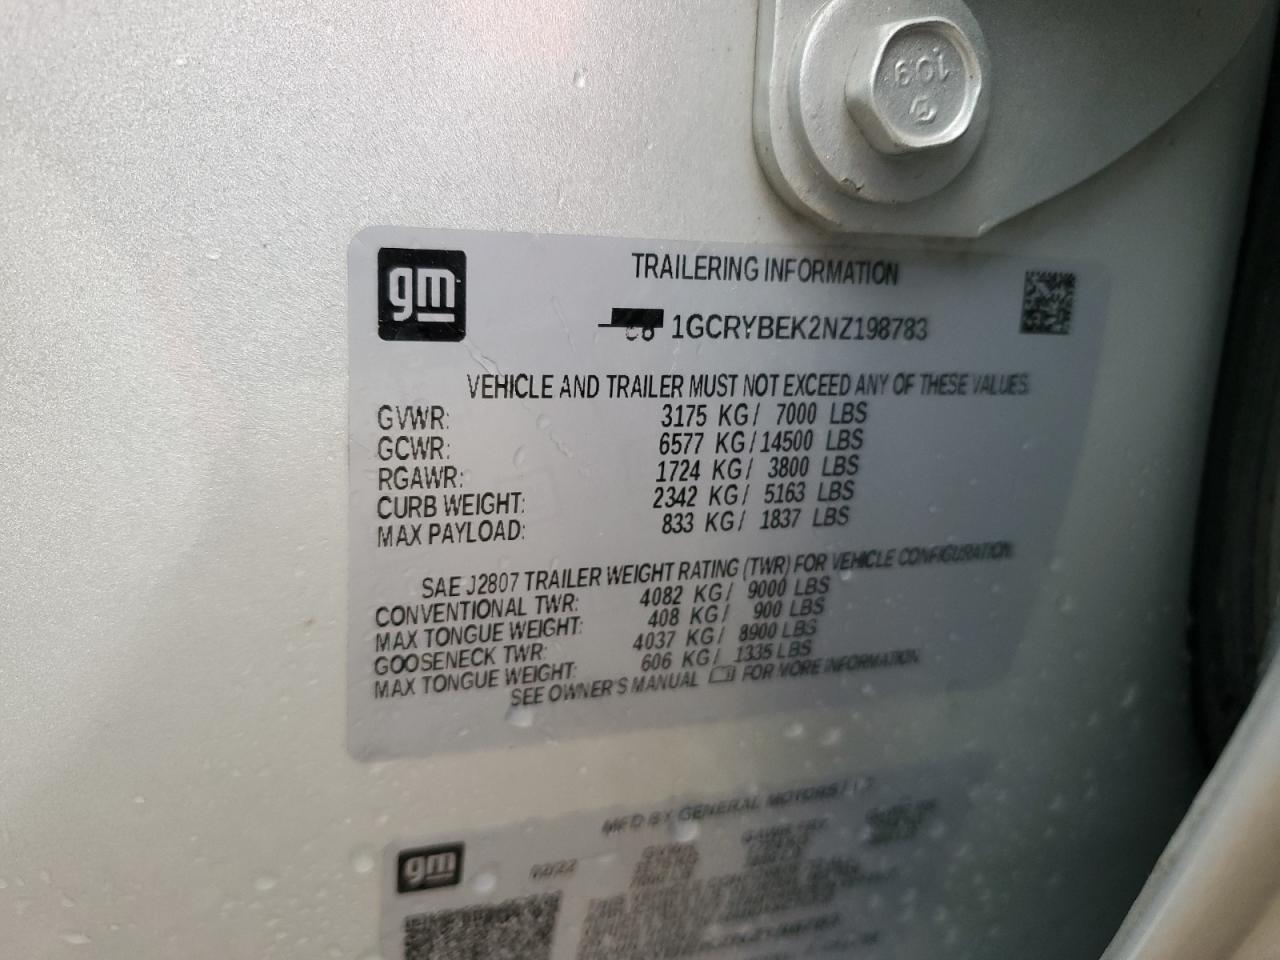 10.9
gm
TRAILERING INFORMATION
1GCRYBEK2NZ198783
VEHICLE AND TRAILER MUST NOT EXCEED ANY OF THESE VALUES.
GVWR: 3175 KG/ 7000 LBS
GCWR: 6577 KG/14500 LBS
RGAWR: 1724 KG/ 3800 LBS
CURB WEIGHT: 2342 KG/ 5163 LBS
MAX PAYLOAD: 833 KG/ 1837 LBS
SAE J2807 TRAILER WEIGHT RATING (TWR) FOR VEHICLE CONFIGURATION
CONVENTIONAL TWR: 4082 KG/ 9000 LBS
MAX TONGUE WEIGHT: 408 KG/ 900 LBS
GOOSENECK TWR: 4037 KG/ 8900 LBS
MAX TONGUE WEIGHT: 606 KG/ 1335 LBS
SEE OWNER'S MANUAL FOR MORE INFORMATION.
MFD BY GENERAL MOTORS
gm
02/22